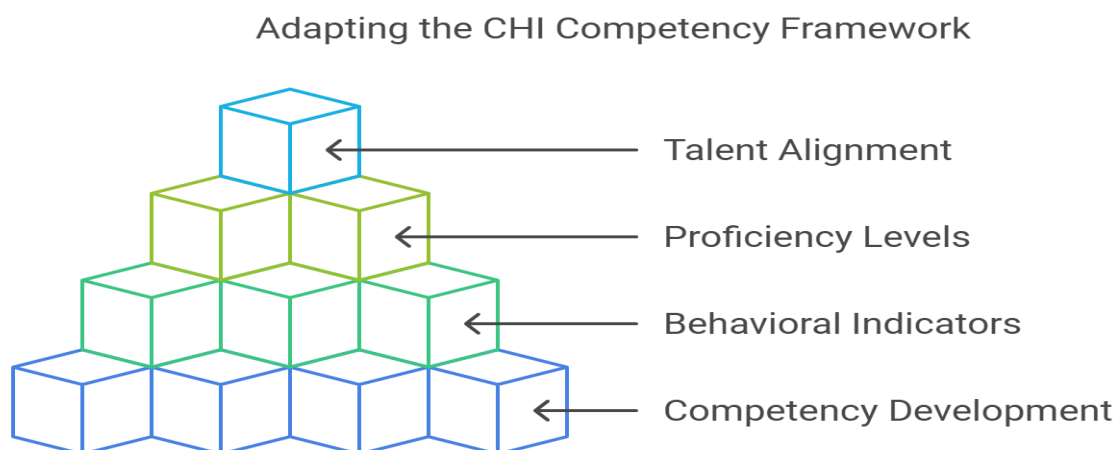 Adapting the CHI Competency Framework
Talent Alignment
Proficiency Levels
Behavioral Indicators
Competency Development